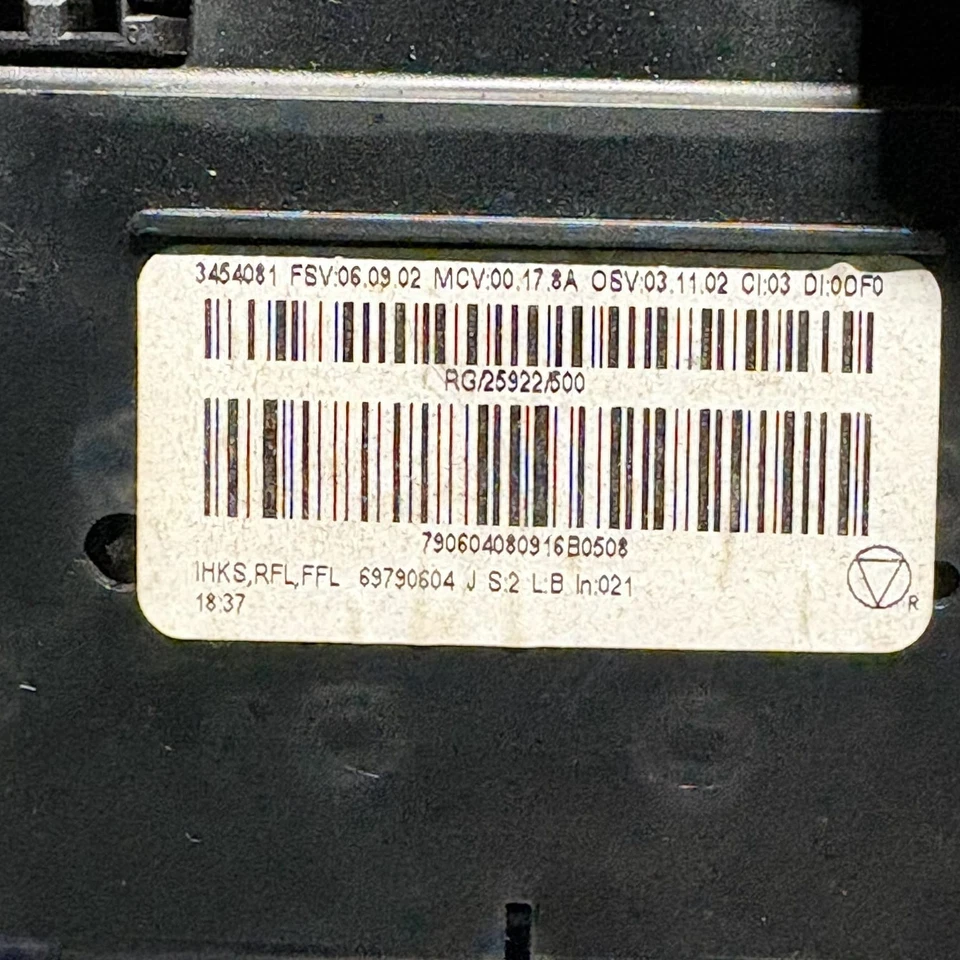 3454081 FSV:06.09.02 MCV:00.17.8A OSV:03.11.02 CI:03 DI:0DF0
RG/25922/500
790604080916B0508
IHKS,RFL,FFL 69790604 J S:2 L:B In:021
18:37
R